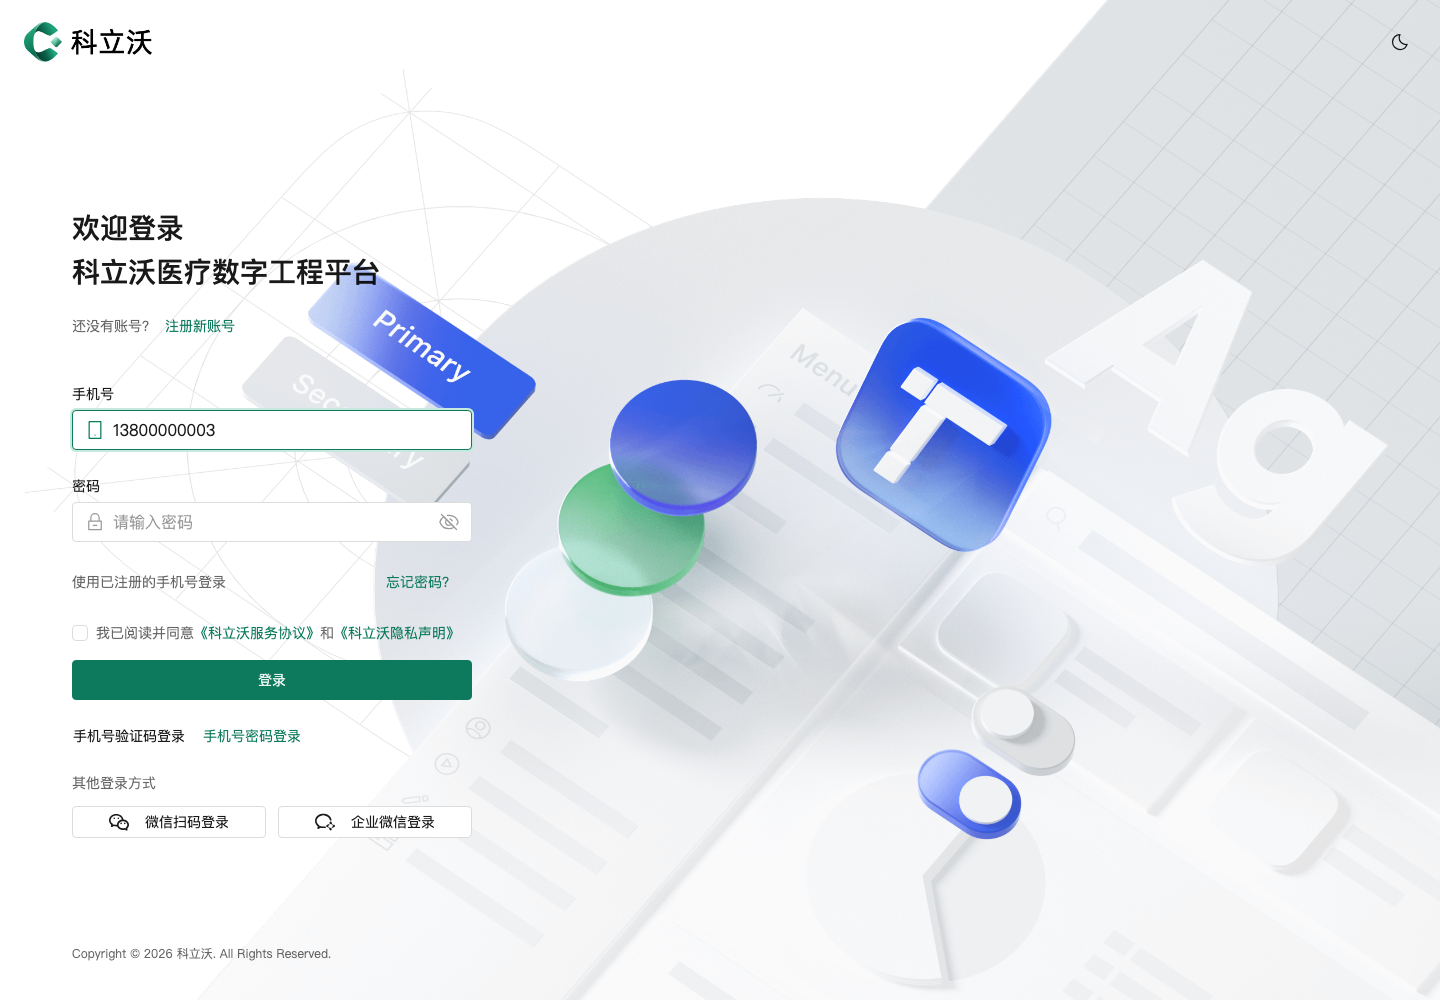 科立沃
欢迎登录
科立沃医疗数字工程平台
还没有账号? 注册新账号
Primary
手机号
13800000003
密码
请输入密码
使用已注册的手机号登录 忘记密码?
我已阅读并同意《科立沃服务协议》和《科立沃隐私声明》
登录
手机号验证码登录 手机号密码登录
其他登录方式
微信扫码登录 企业微信登录
Copyright © 2026 科立沃. All Rights Reserved.
Menu
T
Ag